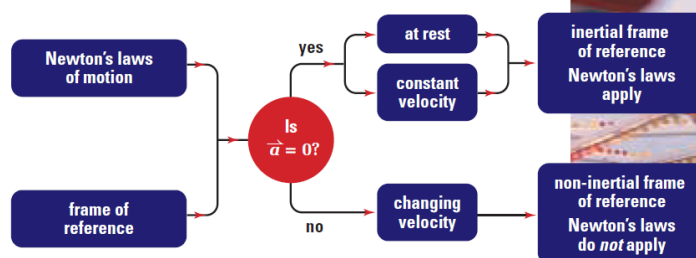 Newton's laws
of motion
frame of
reference
Is
a⃗ = 0?
yes
no
at rest
constant
velocity
changing
velocity
inertial frame
of reference
Newton's laws
apply
non-inertial frame
of reference
Newton's laws
do not apply